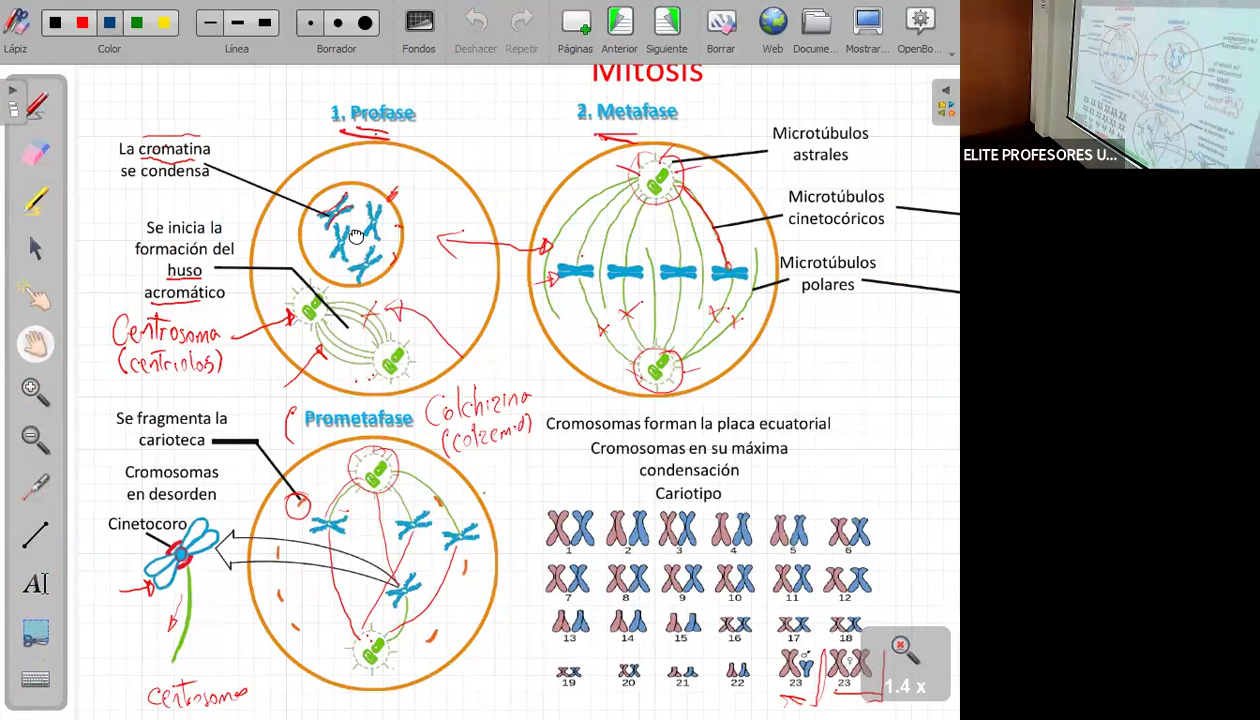 Lápiz
Color
Línea
Borrador
Fondos
Deshacer
Repetir
Páginas
Anterior
Siguiente
Borrar
Web
Docume...
Mostrar...
OpenBo...
Mitosis
1. Profase
2. Metafase
La cromatina
se condensa
Se inicia la
formación del
huso
acromático
Centrosoma
(centriolos)
Microtúbulos
astrales
Microtúbulos
cinetocóricos
Microtúbulos
polares
Se fragmenta la
carioteca
Cromosomas
en desorden
Cinetocoro
Prometafase
Colchizina
(colzemid)
centrosoma
Cromosomas forman la placa ecuatorial
Cromosomas en su máxima
condensación
Cariotipo
1 2 3 4 5 6
7 8 9 10 11 12
13 14 15 16 17 18
19 20 21 22 23 23
♂ ♀
AI
1.4 x
ELITE PROFESORES U...